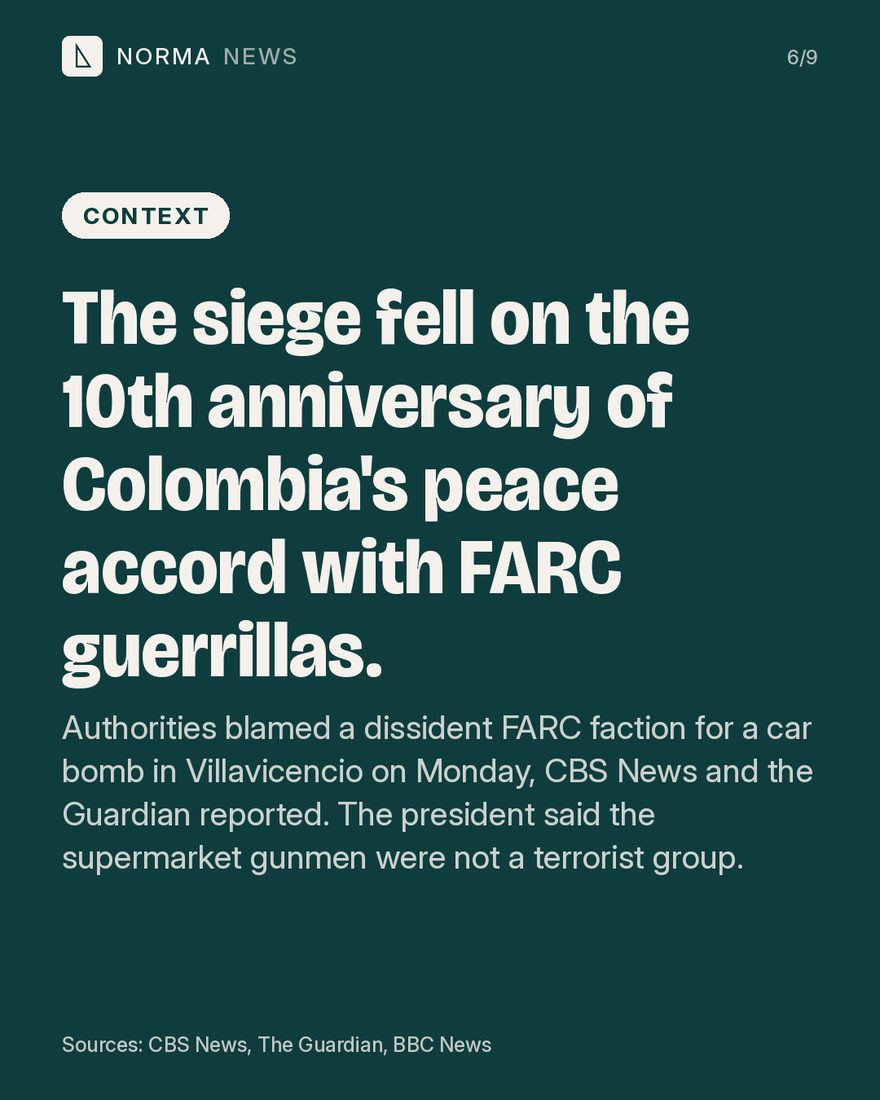 NORMA NEWS
6/9
CONTEXT
The siege fell on the
10th anniversary of
Colombia's peace
accord with FARC
guerrillas.
Authorities blamed a dissident FARC faction for a car
bomb in Villavicencio on Monday, CBS News and the
Guardian reported. The president said the
supermarket gunmen were not a terrorist group.
Sources: CBS News, The Guardian, BBC News